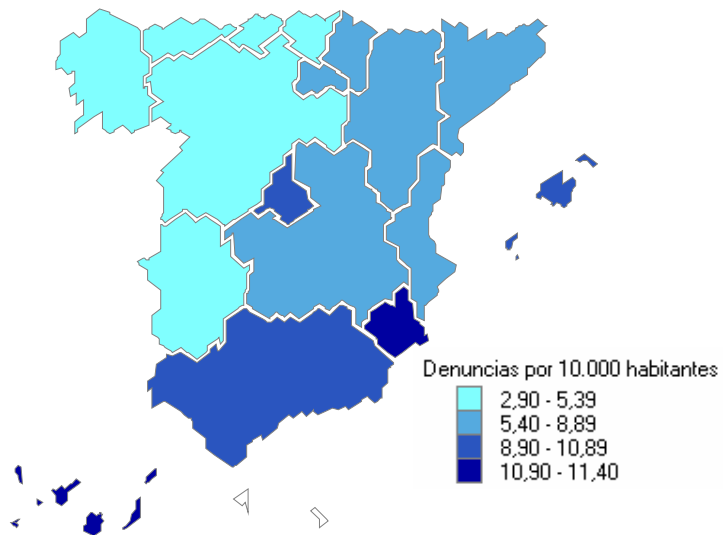 Denuncias por 10.000 habitantes
2,90 - 5,39
5,40 - 8,89
8,90 - 10,89
10,90 - 11,40